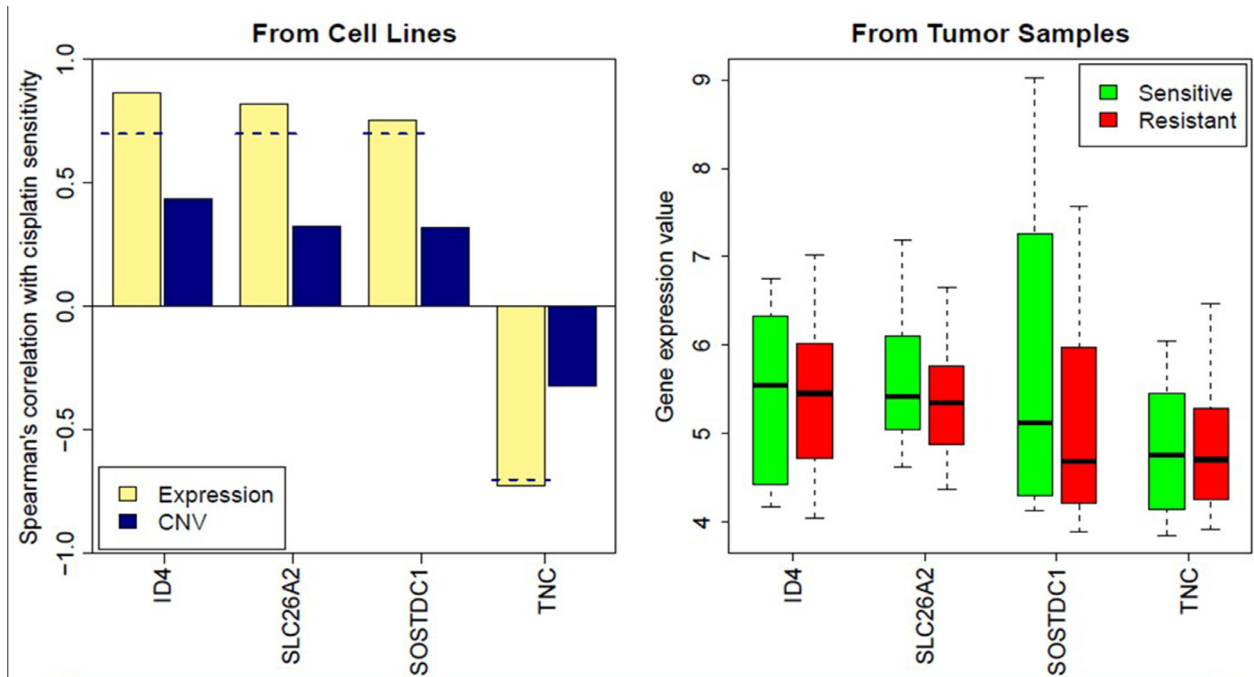 From Cell Lines
Spearman's correlation with cisplatin sensitivity
1.0
0.5
0.0
−0.5
−1.0
Expression
CNV
ID4
SLC26A2
SOSTDC1
TNC
From Tumor Samples
Gene expression value
9
8
7
6
5
4
Sensitive
Resistant
ID4
SLC26A2
SOSTDC1
TNC